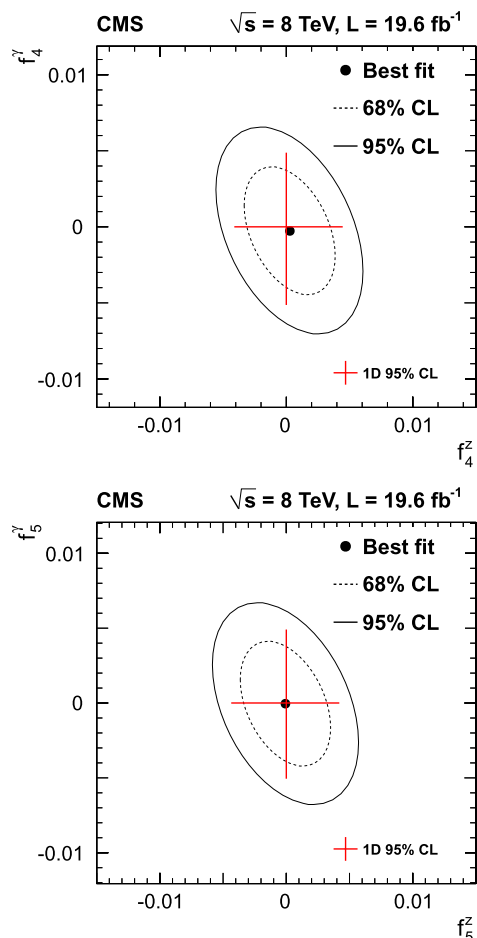 CMS √s = 8 TeV, L = 19.6 fb⁻¹
f₄^γ
0.01
Best fit
68% CL
95% CL
0
-0.01
1D 95% CL
-0.01 0 0.01
f₄^Z
CMS √s = 8 TeV, L = 19.6 fb⁻¹
f₅^γ
0.01
Best fit
68% CL
95% CL
0
-0.01
1D 95% CL
-0.01 0 0.01
f₅^Z